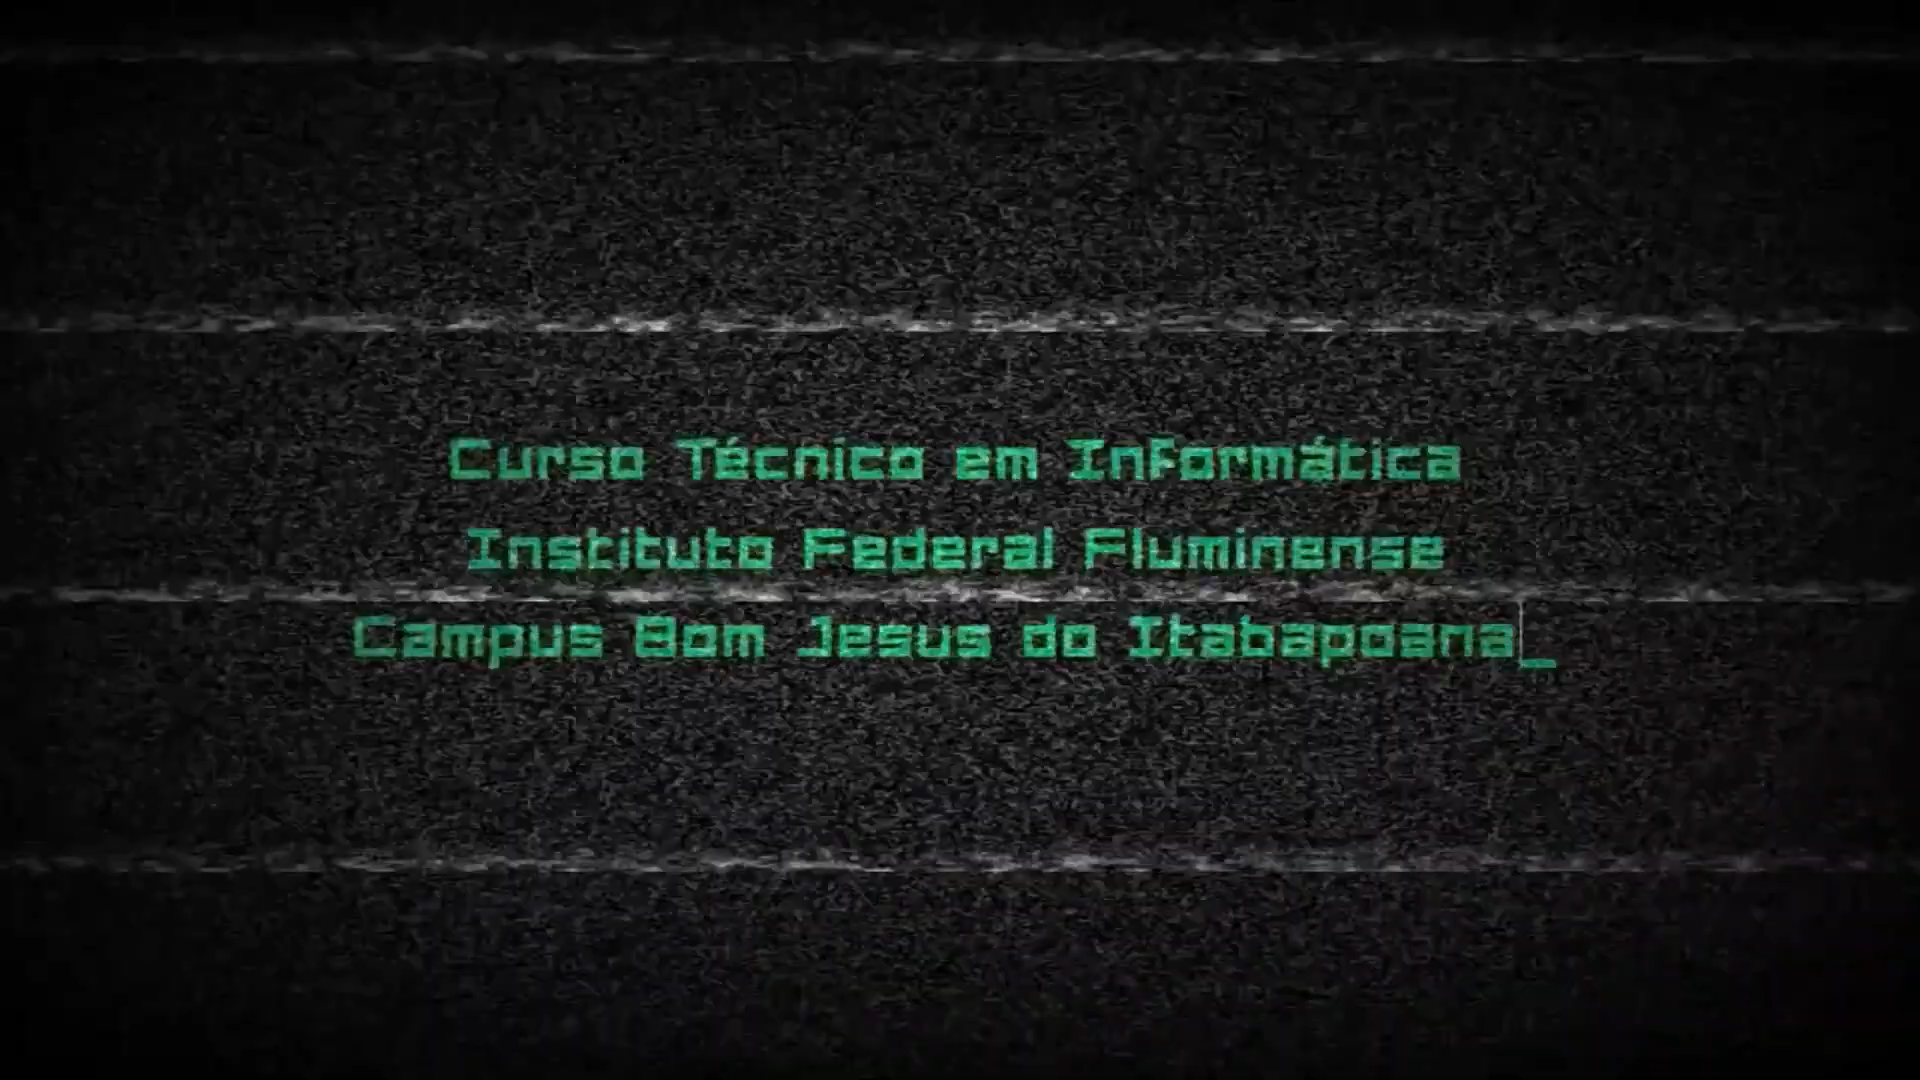 Curso Técnico em Informática
Instituto Federal Fluminense
Campus Bom Jesus do Itabapoana_